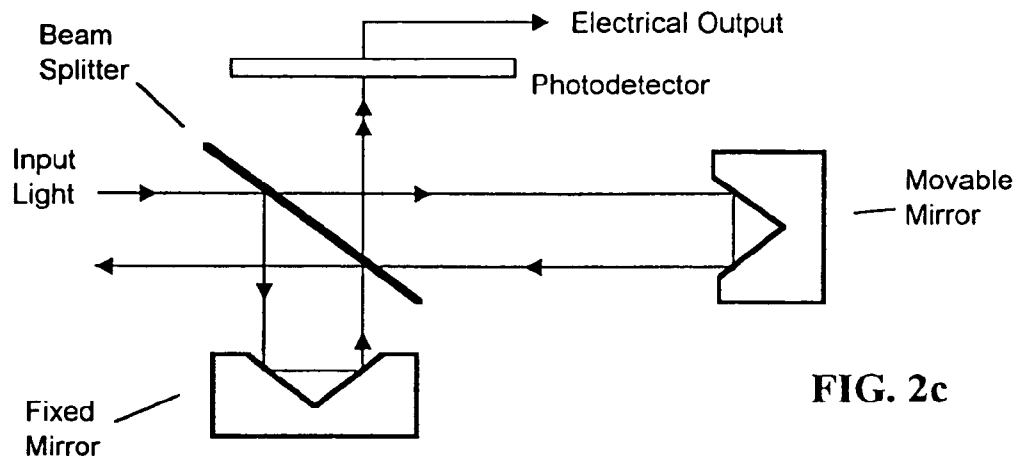 Beam
Splitter
Electrical Output
Photodetector
Input
Light
Movable
Mirror
Fixed
Mirror
FIG. 2c